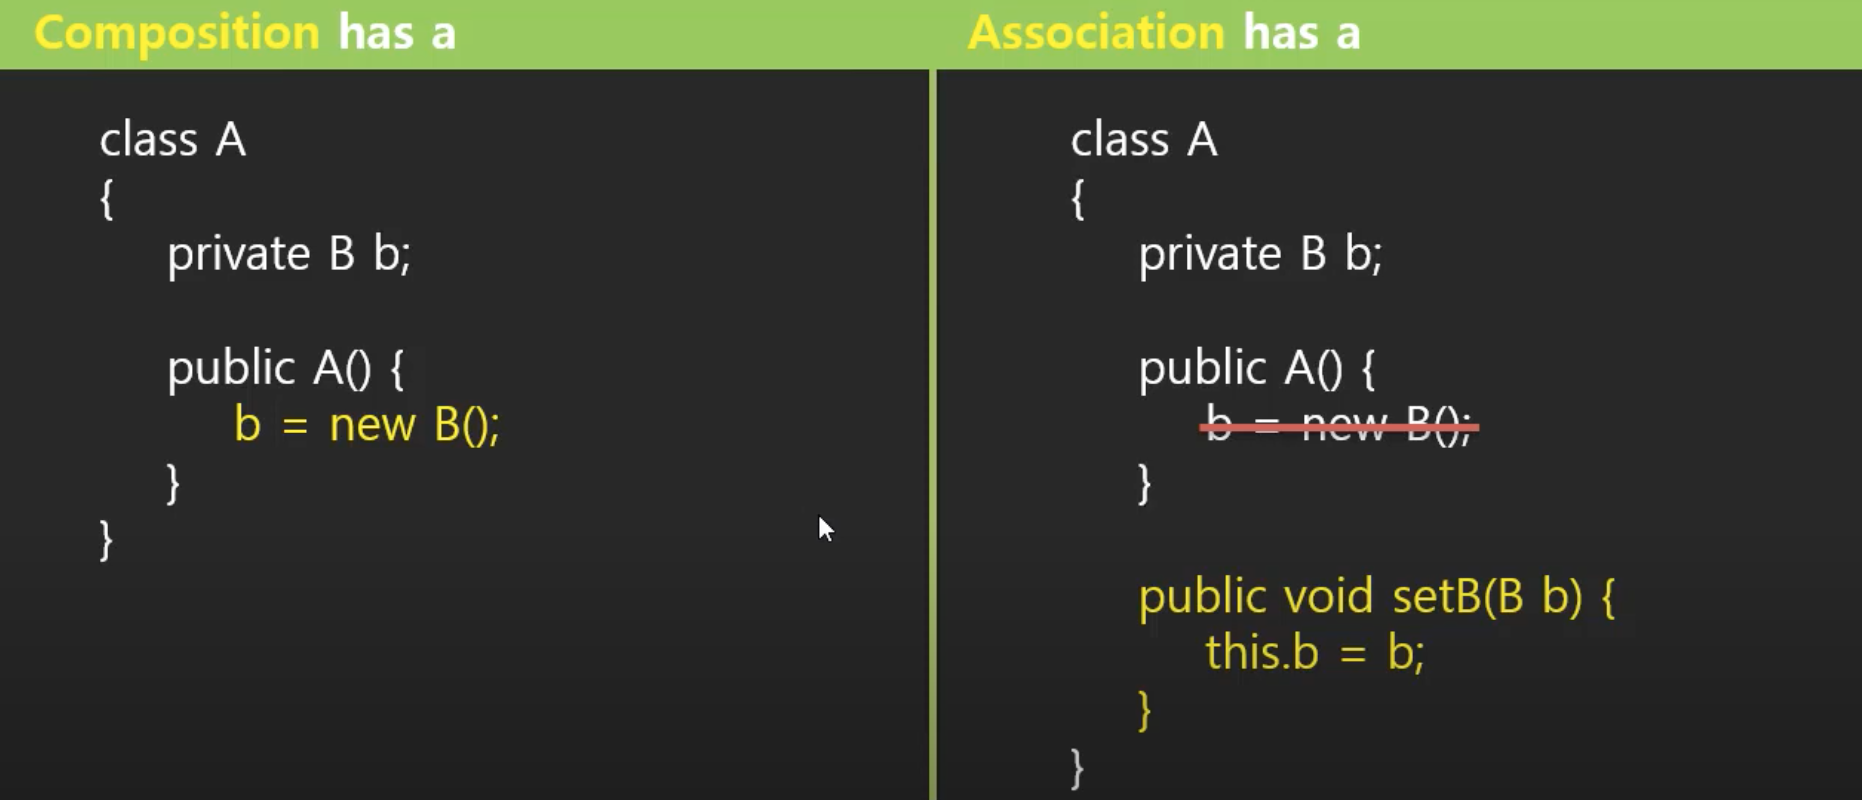 Composition has a
class A
{
private B b;
public A() {
b = new B();
}
}
Association has a
class A
{
private B b;
public A() {
b = new B();
}
public void setB(B b) {
this.b = b;
}
}